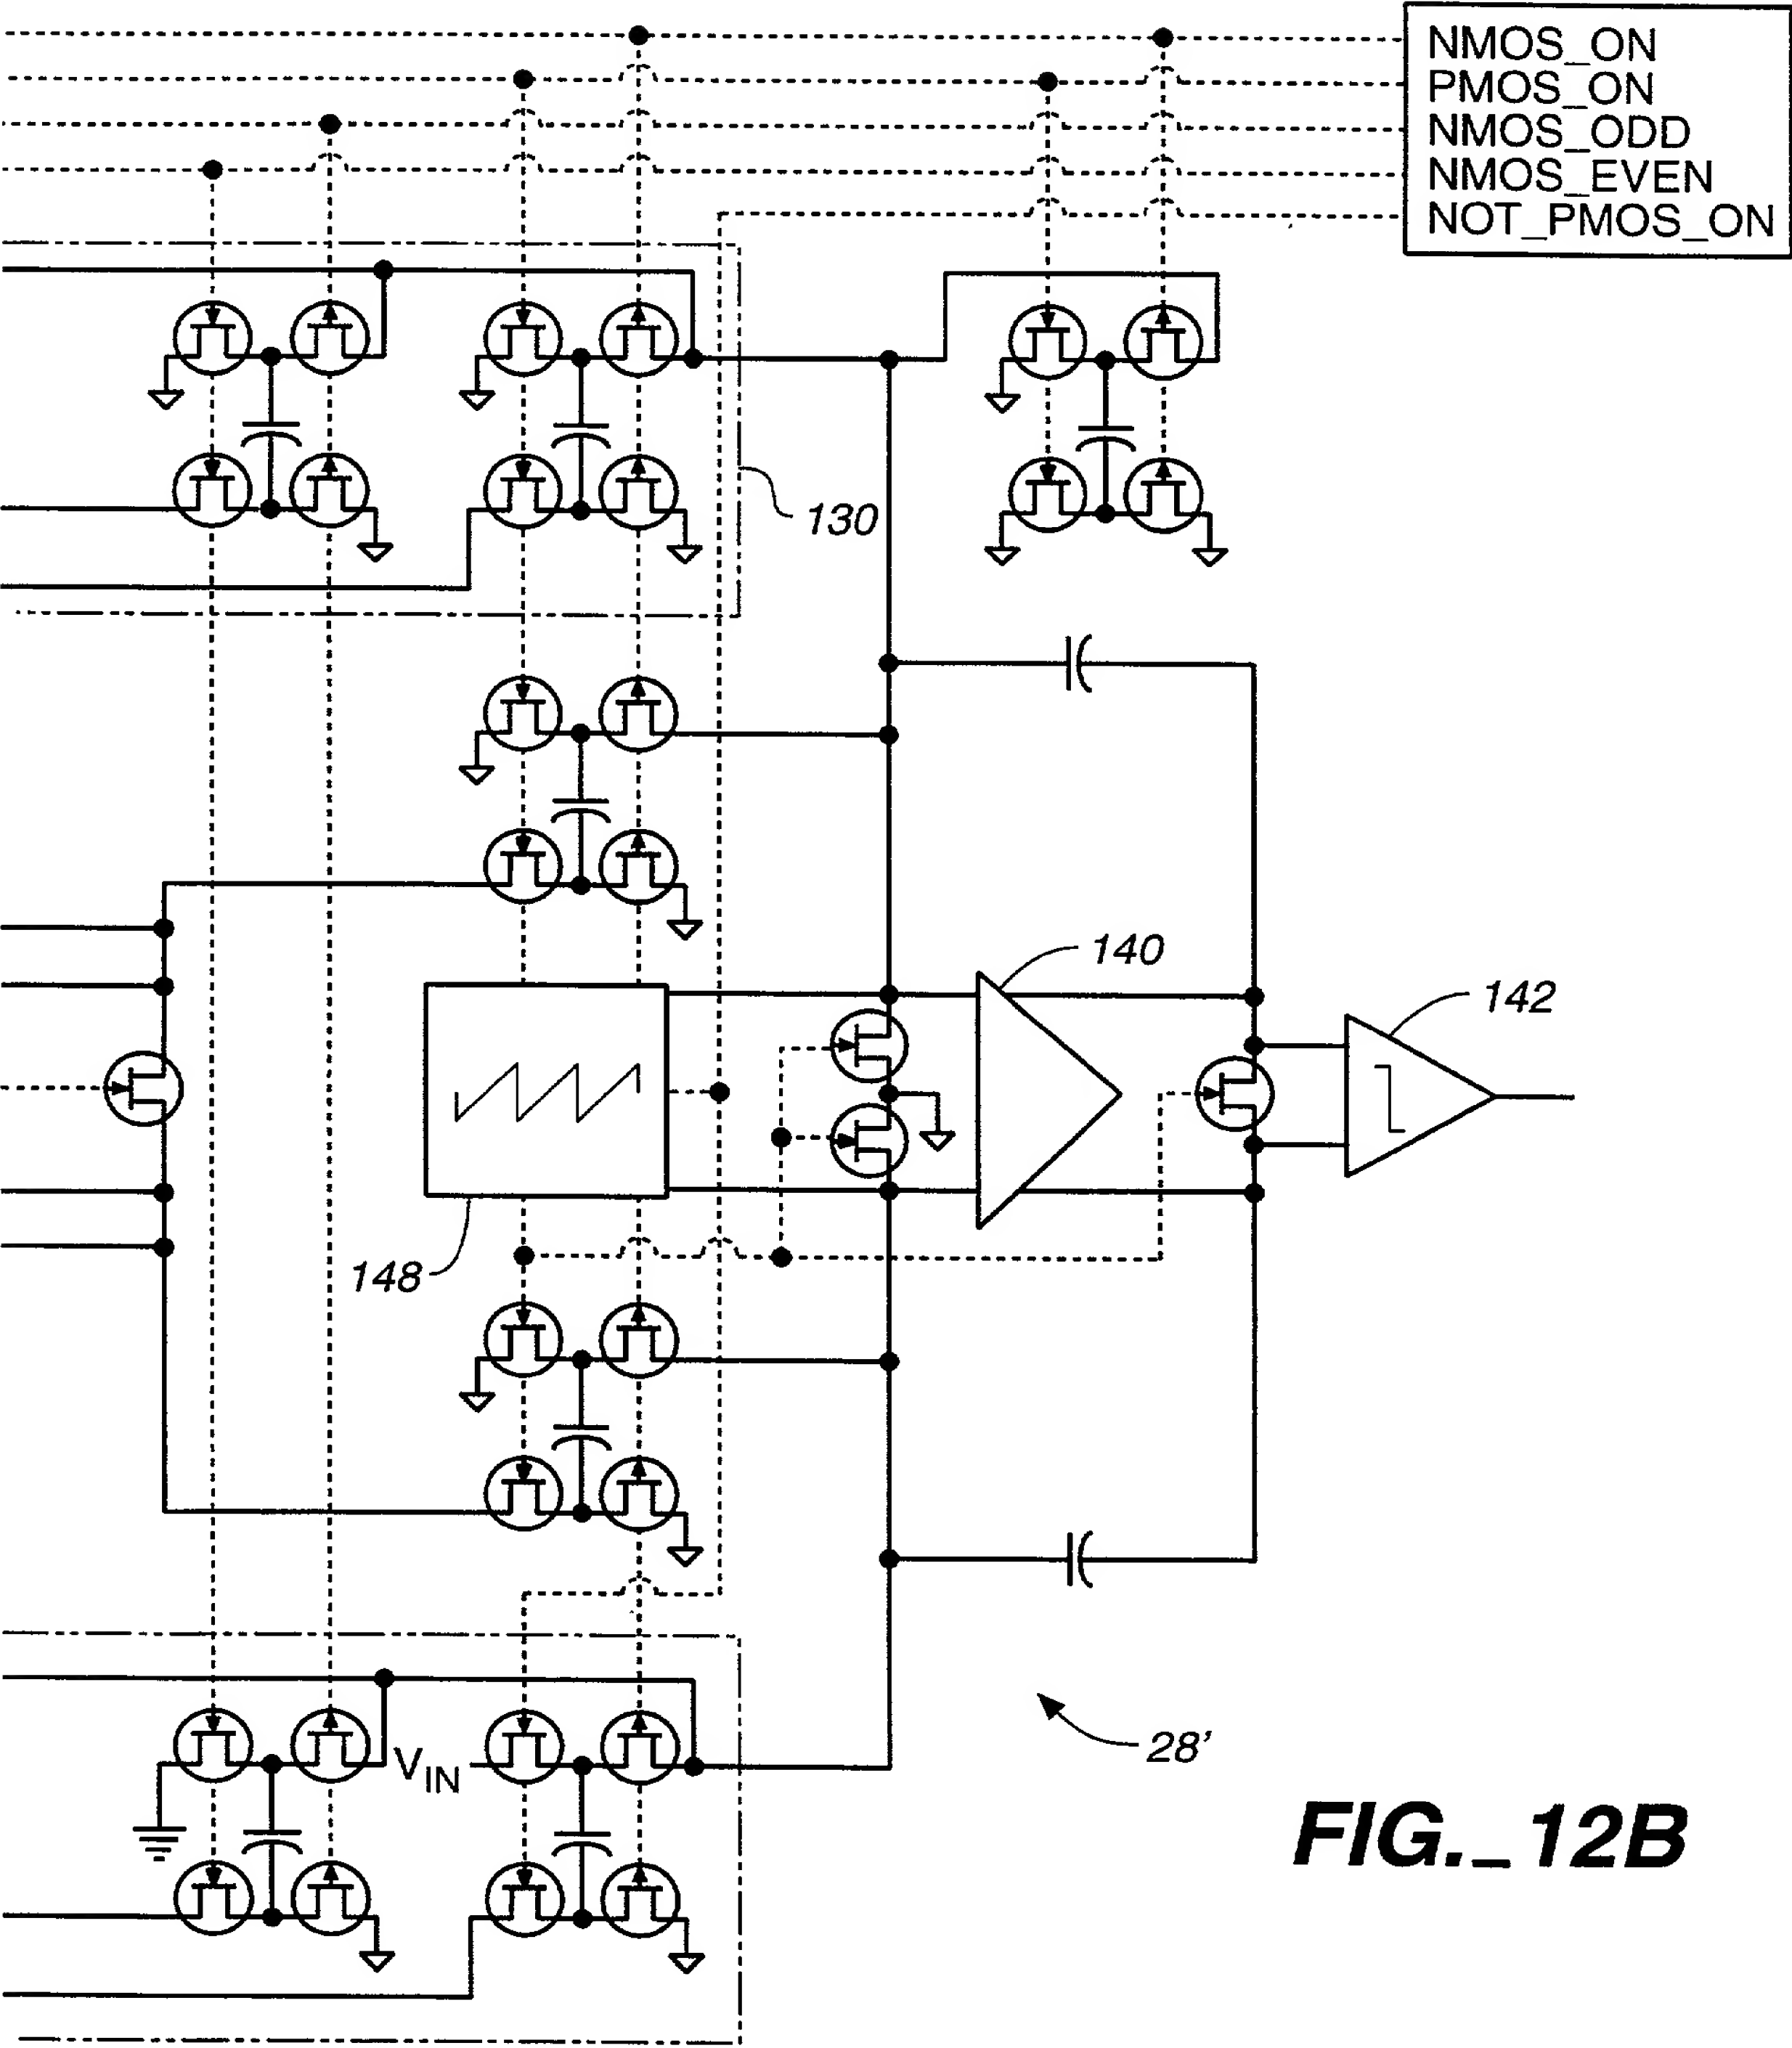 NMOS_ON
PMOS_ON
NMOS_ODD
NMOS_EVEN
NOT_PMOS_ON
130
140
142
148
28'
VIN
FIG._12B